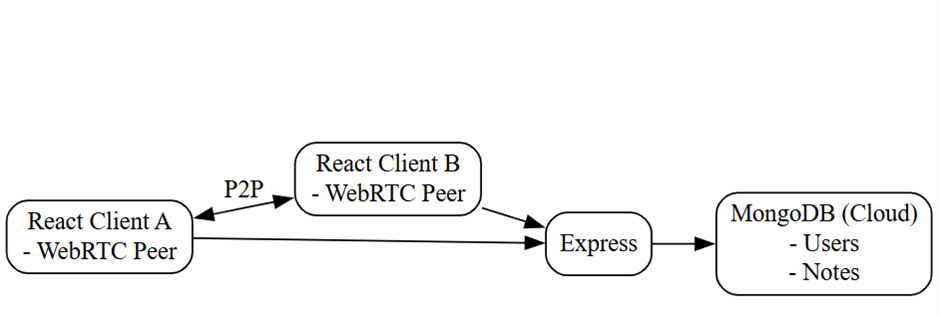 React Client A
- WebRTC Peer
P2P
React Client B
- WebRTC Peer
Express
MongoDB (Cloud)
- Users
- Notes